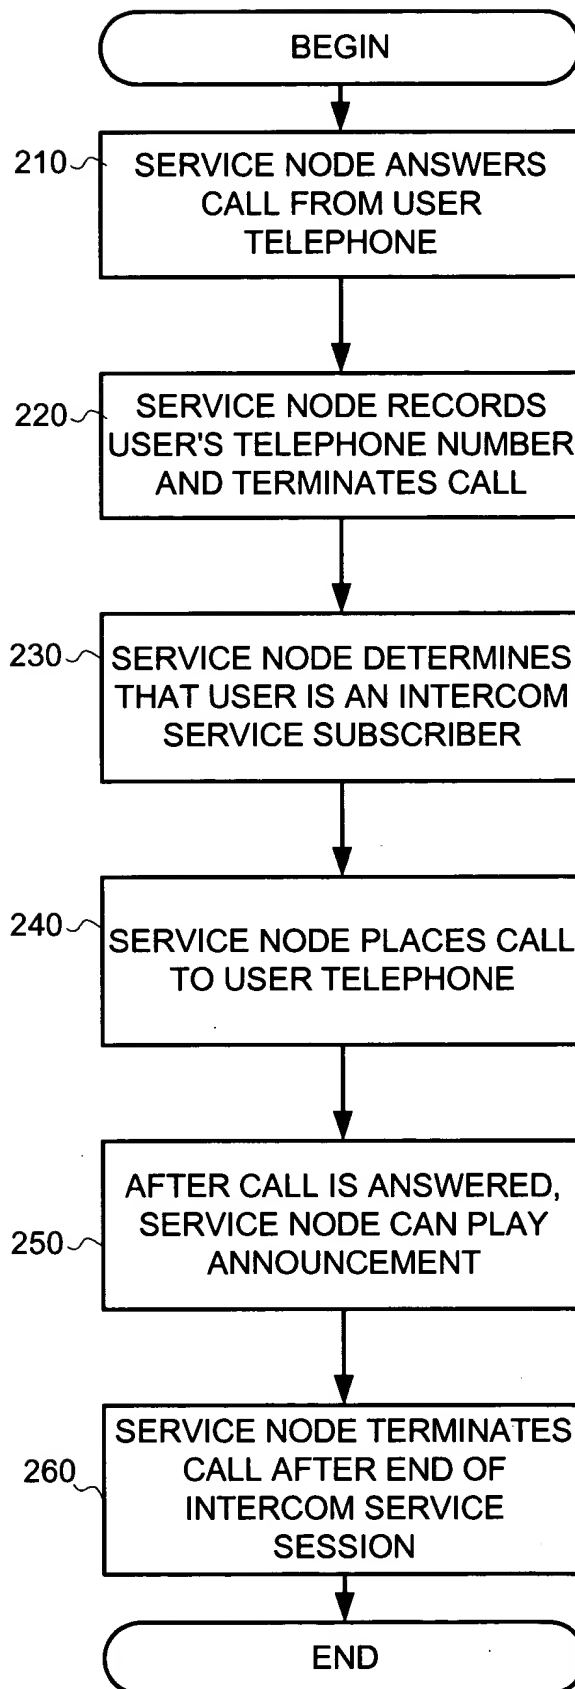 BEGIN
210
SERVICE NODE ANSWERS
CALL FROM USER
TELEPHONE
220
SERVICE NODE RECORDS
USER'S TELEPHONE NUMBER
AND TERMINATES CALL
230
SERVICE NODE DETERMINES
THAT USER IS AN INTERCOM
SERVICE SUBSCRIBER
240
SERVICE NODE PLACES CALL
TO USER TELEPHONE
250
AFTER CALL IS ANSWERED,
SERVICE NODE CAN PLAY
ANNOUNCEMENT
260
SERVICE NODE TERMINATES
CALL AFTER END OF
INTERCOM SERVICE
SESSION
END